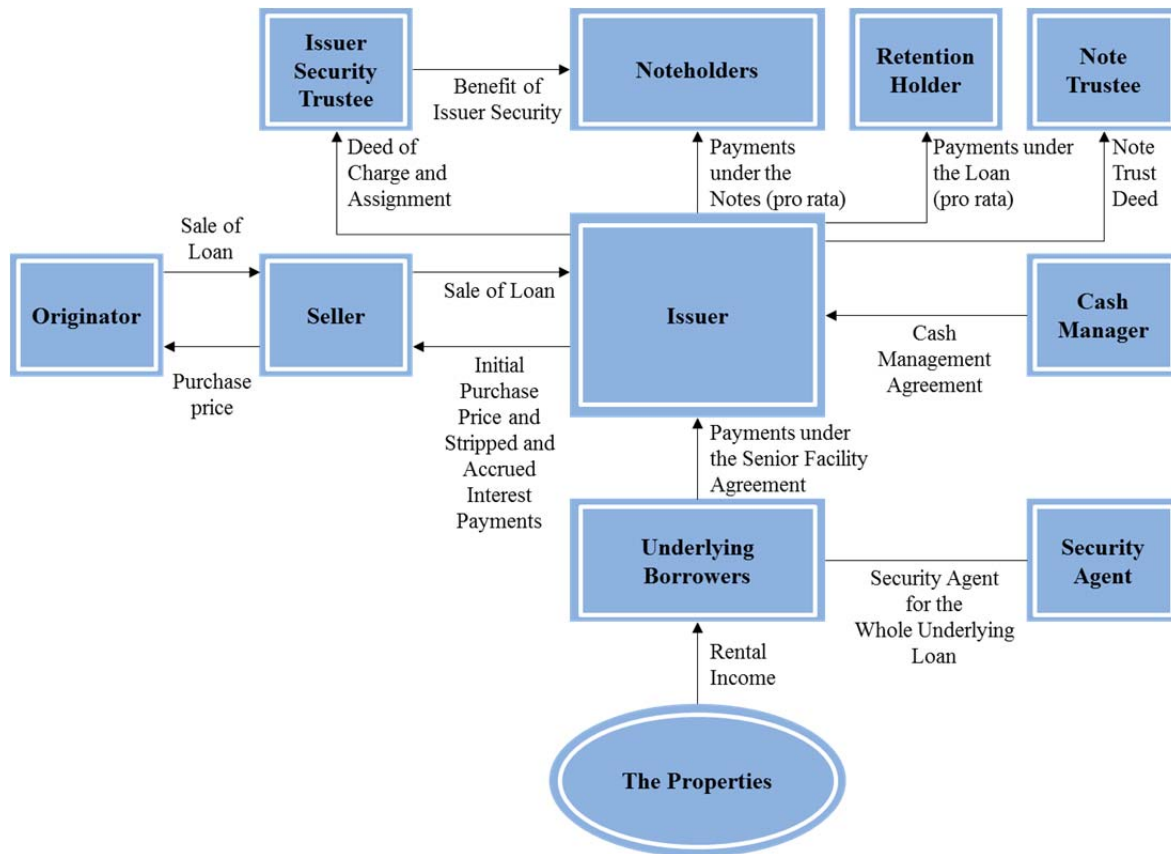 Issuer
Security
Trustee
Benefit of
Issuer Security
Noteholders
Retention
Holder
Note
Trustee
Deed of
Charge and
Assignment
Payments
under the
Notes (pro rata)
Payments under
the Loan
(pro rata)
Note
Trust
Deed
Originator
Sale of
Loan
Purchase
price
Seller
Sale of Loan
Initial
Purchase
Price and
Stripped and
Accrued
Interest
Payments
Issuer
Cash
Management
Agreement
Cash
Manager
Payments under
the Senior Facility
Agreement
Underlying
Borrowers
Security Agent
for the
Whole Underlying
Loan
Security
Agent
Rental
Income
The Properties